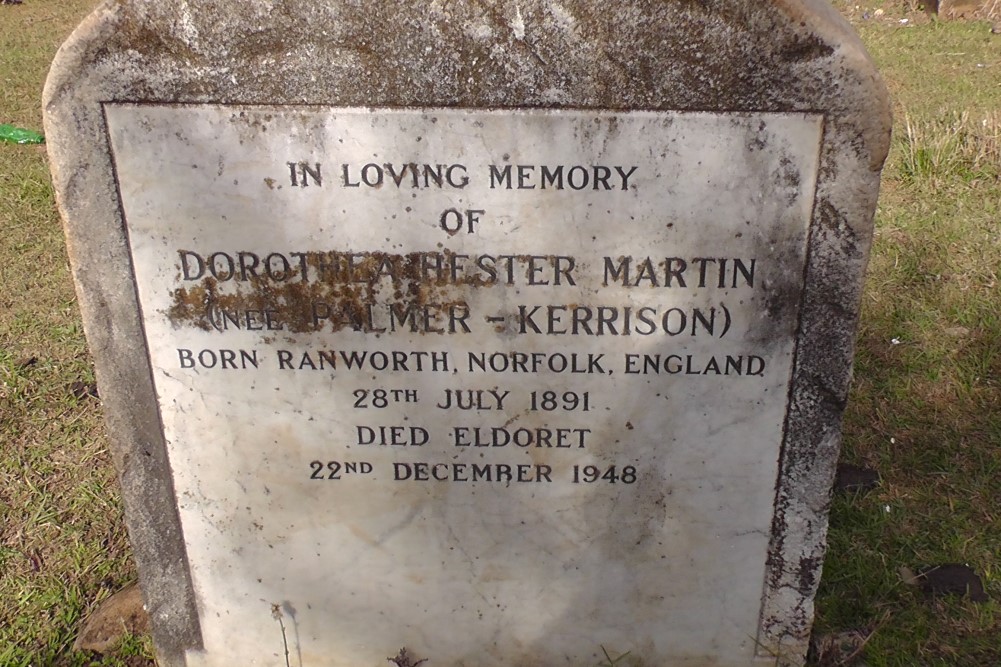 IN LOVING MEMORY
OF
DOROTHEA HESTER MARTIN
(NEE PALMER - KERRISON)
BORN RANWORTH, NORFOLK, ENGLAND
28TH JULY 1891
DIED ELDORET
22ND DECEMBER 1948